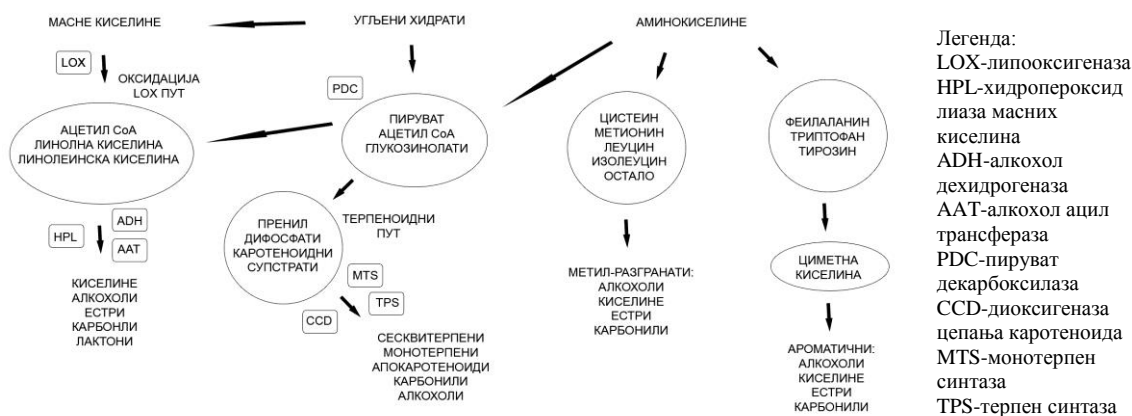 МАСНЕ КИСЕЛИНЕ
УГЉЕНИ ХИДРАТИ
АМИНОКИСЕЛИНЕ
LOX
ОКСИДАЦИЈА
LOX ПУТ
PDC
АЦЕТИЛ CoA
ЛИНОЛНА КИСЕЛИНА
ЛИНОЛЕИНСКА КИСЕЛИНА
ПИРУВАТ
АЦЕТИЛ CoA
ГЛУКОЗИНОЛАТИ
ЦИСТЕИН
МЕТИОНИН
ЛЕУЦИН
ИЗОЛЕУЦИН
ОСТАЛО
ФЕИЛАЛАНИН
ТРИПТОФАН
ТИРОЗИН
HPL
ADH
AAT
КИСЕЛИНЕ
АЛКОХОЛИ
ЕСТРИ
КАРБОНЛИ
ЛАКТОНИ
ПРЕНИЛ
ДИФОСФАТИ
КАРОТЕНОИДНИ
СУПСТРАТИ
ТЕРПЕНОИДНИ
ПУТ
MTS
TPS
CCD
СЕСКВИТЕРПЕНИ
МОНОТЕРПЕНИ
АПОКАРОТЕНОИДИ
КАРБОНИЛИ
АЛКОХОЛИ
МЕТИЛ-РАЗГРАНАТИ:
АЛКОХОЛИ
КИСЕЛИНЕ
ЕСТРИ
КАРБОНИЛИ
ЦИМЕТНА
КИСЕЛИНА
АРОМАТИЧНИ:
АЛКОХОЛИ
КИСЕЛИНЕ
ЕСТРИ
КАРБОНИЛИ
Легенда:
LOX-липооксигеназа
HPL-хидропероксид
лиаза масних
киселина
ADH-алкохол
дехидрогеназа
AAT-алкохол ацил
трансфераза
PDC-пируват
декарбоксилаза
CCD-диоксигеназа
цепања каротеноида
MTS-монотерпен
синтаза
TPS-терпен синтаза